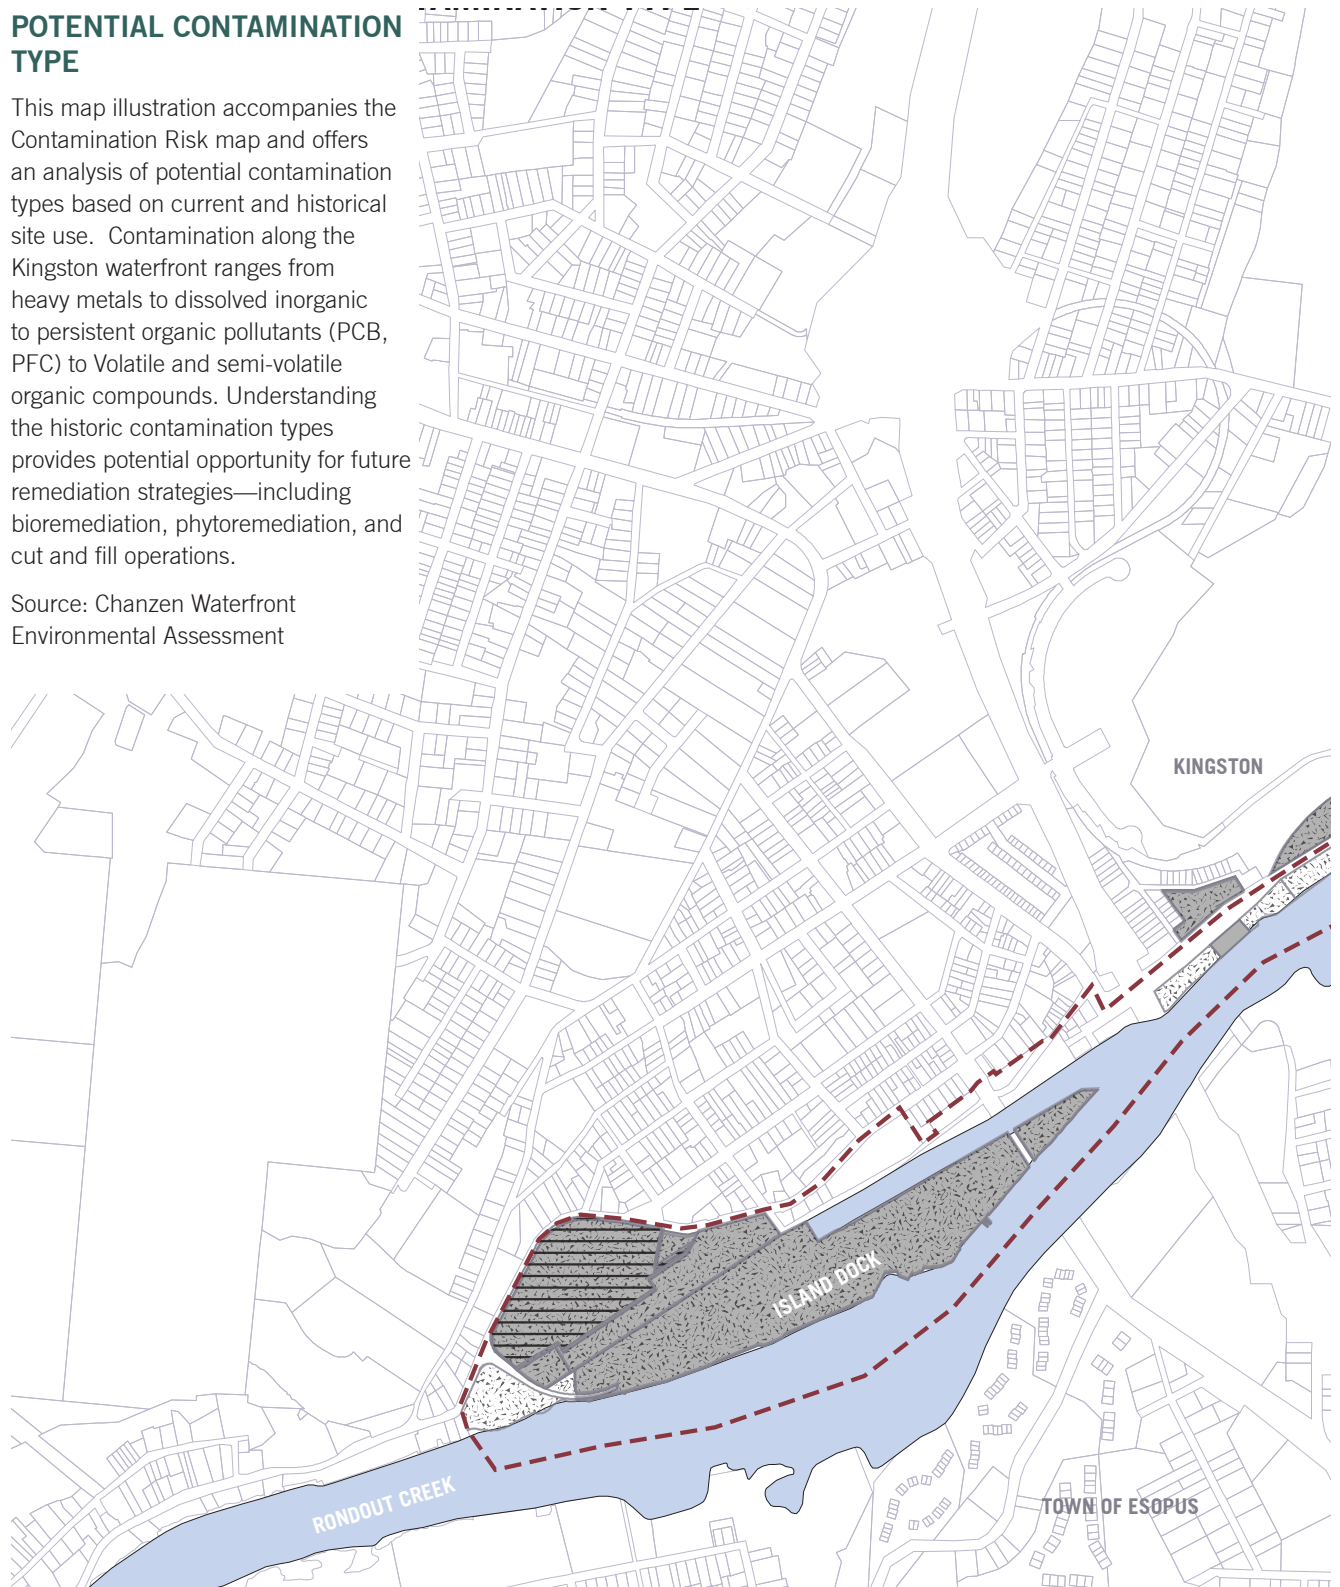 POTENTIAL CONTAMINATION
TYPE
This map illustration accompanies the
Contamination Risk map and offers
an analysis of potential contamination
types based on current and historical
site use.  Contamination along the
Kingston waterfront ranges from
heavy metals to dissolved inorganic
to persistent organic pollutants (PCB,
PFC) to Volatile and semi-volatile
organic compounds. Understanding
the historic contamination types
provides potential opportunity for future
remediation strategies—including
bioremediation, phytoremediation, and
cut and fill operations.
Source: Chanzen Waterfront
Environmental Assessment
KINGSTON
ISLAND DOCK
RONDOUT CREEK
TOWN OF ESOPUS